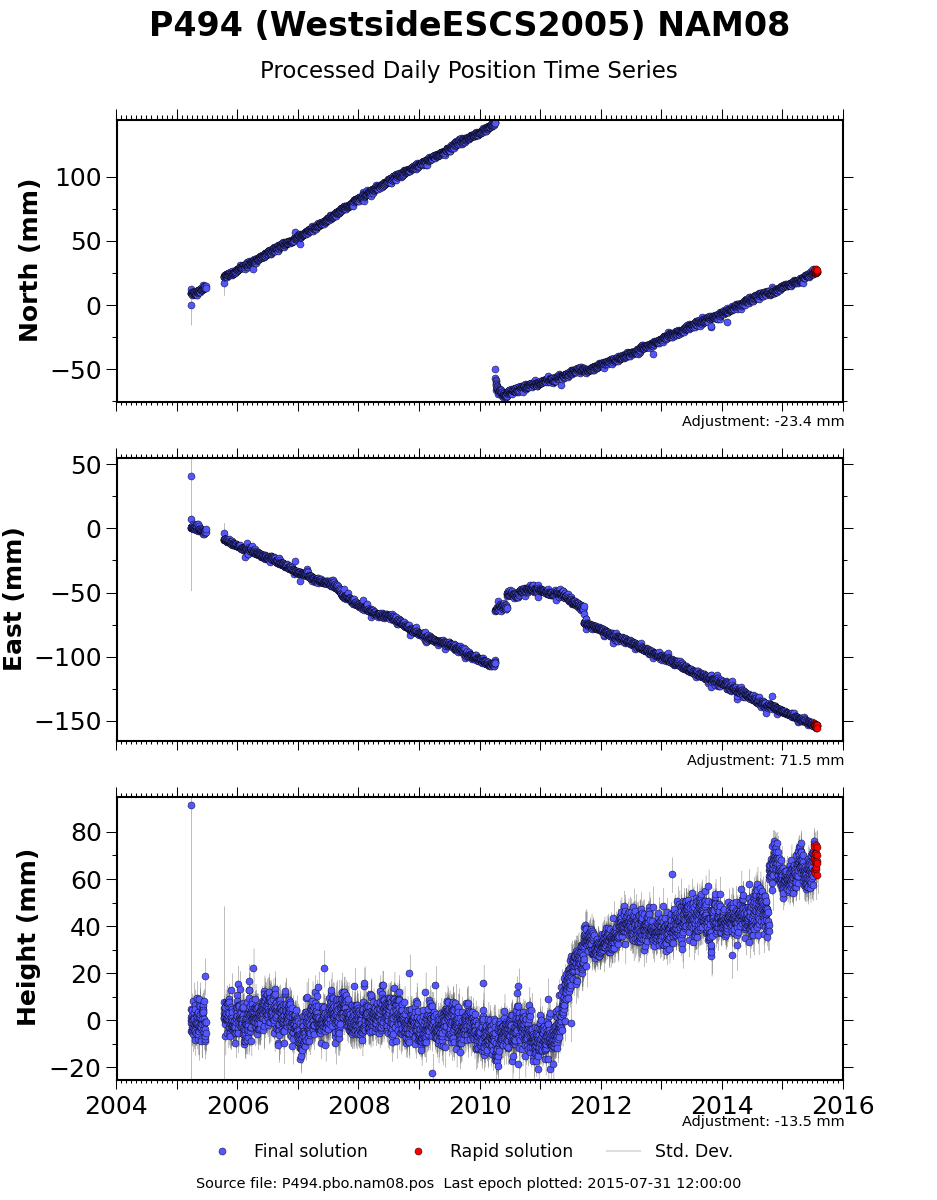 P494 (WestsideESCS2005) NAM08
Processed Daily Position Time Series
North (mm)
100
50
0
−50
Adjustment: -23.4 mm
East (mm)
50
0
−50
−100
−150
Adjustment: 71.5 mm
Height (mm)
80
60
40
20
0
−20
2004 2006 2008 2010 2012 2014 2016
Adjustment: -13.5 mm
Final solution Rapid solution Std. Dev.
Source file: P494.pbo.nam08.pos Last epoch plotted: 2015-07-31 12:00:00